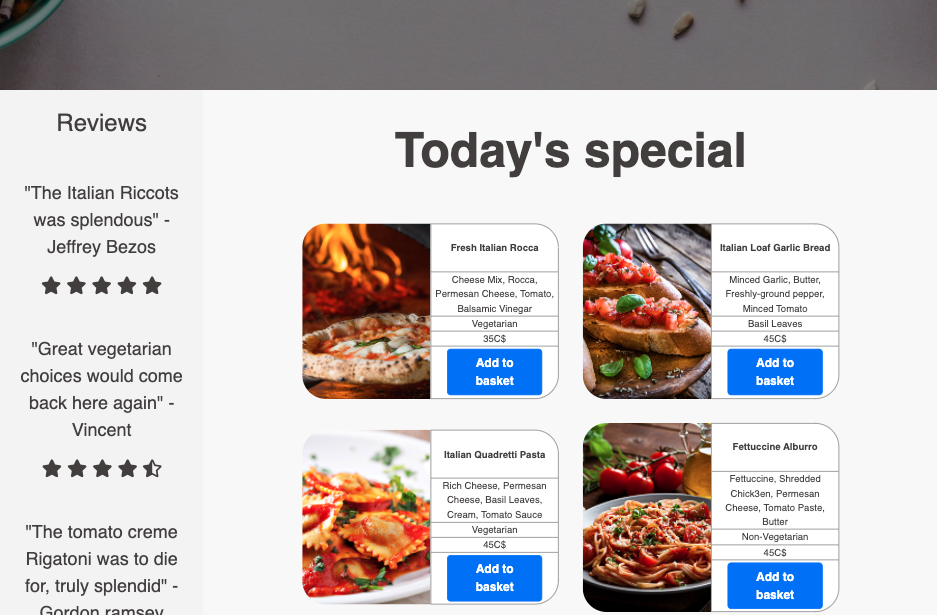 Reviews
"The Italian Riccots
was splendous" -
Jeffrey Bezos
"Great vegetarian
choices would come
back here again" -
Vincent
"The tomato creme
Rigatoni was to die
for, truly splendid" -
Gordon ramsey
Today's special
Fresh Italian Rocca
Cheese Mix, Rocca,
Permesan Cheese, Tomato,
Balsamic Vinegar
Vegetarian
35C$
Add to
basket
Italian Loaf Garlic Bread
Minced Garlic, Butter,
Freshly-ground pepper,
Minced Tomato
Basil Leaves
45C$
Add to
basket
Italian Quadretti Pasta
Rich Cheese, Permesan
Cheese, Basil Leaves,
Cream, Tomato Sauce
Vegetarian
45C$
Add to
basket
Fettuccine Alburro
Fettuccine, Shredded
Chick3en, Permesan
Cheese, Tomato Paste,
Butter
Non-Vegetarian
45C$
Add to
basket